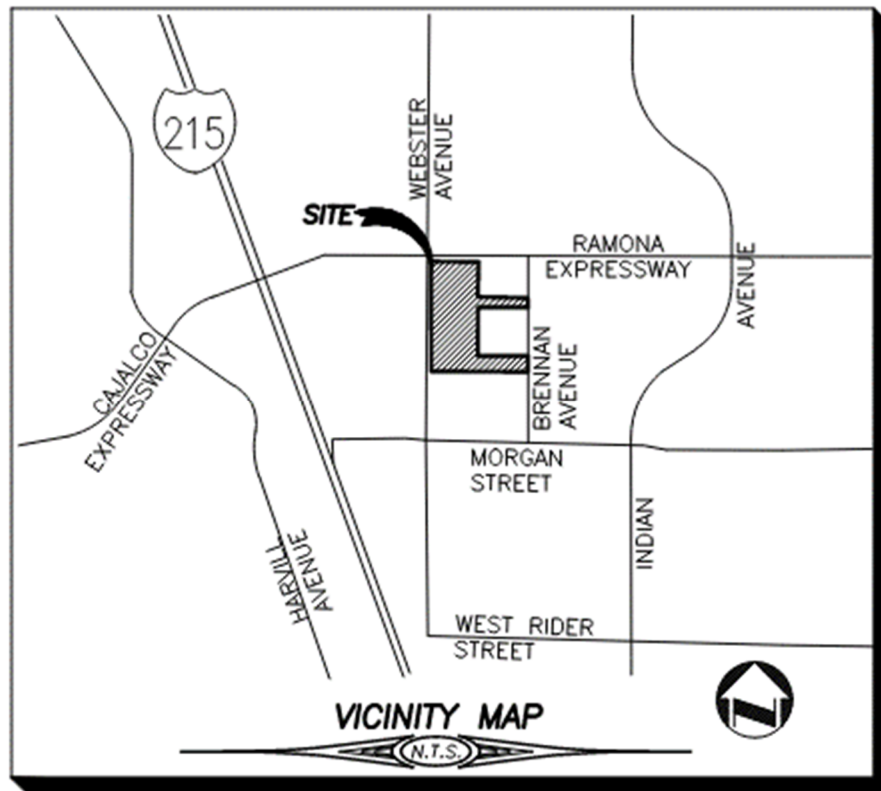 215
WEBSTER
AVENUE
SITE
RAMONA
EXPRESSWAY
AVENUE
CAJALCO
EXPRESSWAY
BRENNAN
AVENUE
MORGAN
STREET
INDIAN
HARVILL
AVENUE
WEST RIDER
STREET
N
VICINITY MAP
N.T.S.